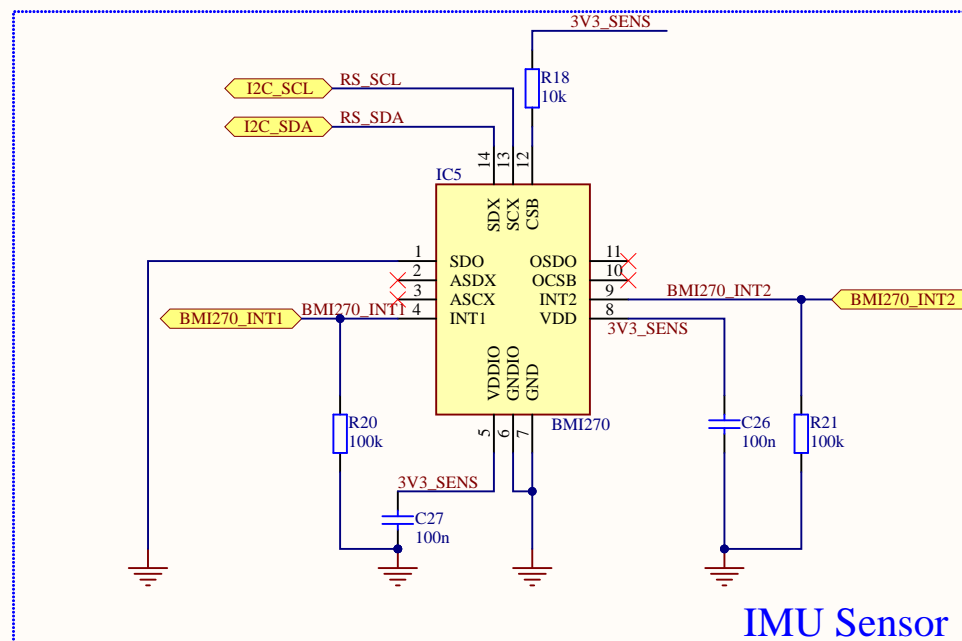 3V3_SENS
R18
10k
I2C_SCL
RS_SCL
I2C_SDA
RS_SDA
14
13
12
IC5
SDX
SCX
CSB
1
SDO
OSDO
11
2
ASDX
OCSB
10
3
ASCX
INT2
9
BMI270_INT2
BMI270_INT2
BMI270_INT1
BMI270_INT1
4
INT1
VDD
8
3V3_SENS
VDDIO
GNDIO
GND
5
6
7
BMI270
R20
100k
C26
100n
R21
100k
3V3_SENS
C27
100n
IMU Sensor